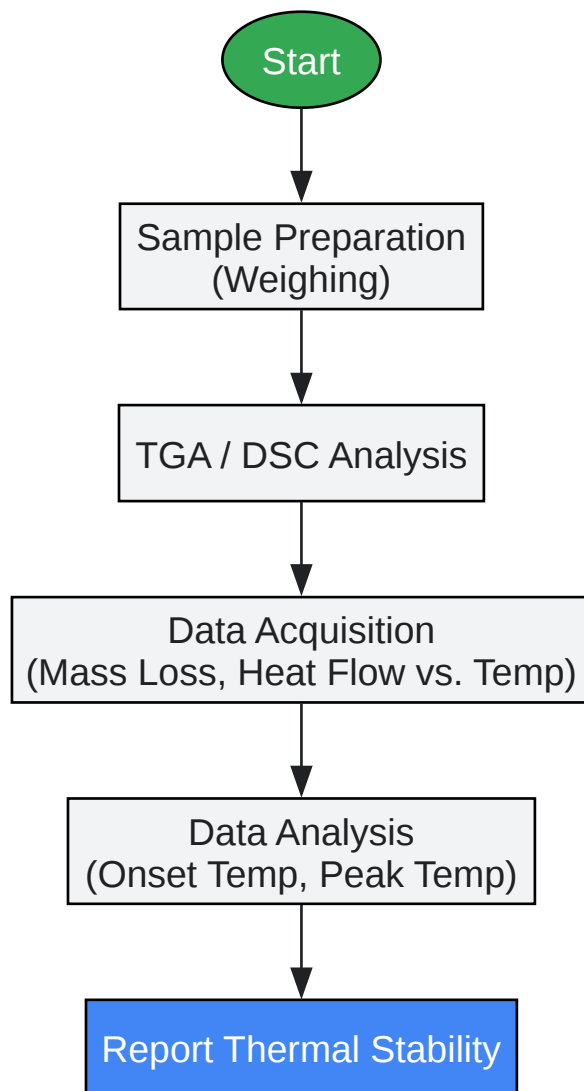 Start
Sample Preparation
(Weighing)
TGA / DSC Analysis
Data Acquisition
(Mass Loss, Heat Flow vs. Temp)
Data Analysis
(Onset Temp, Peak Temp)
Report Thermal Stability